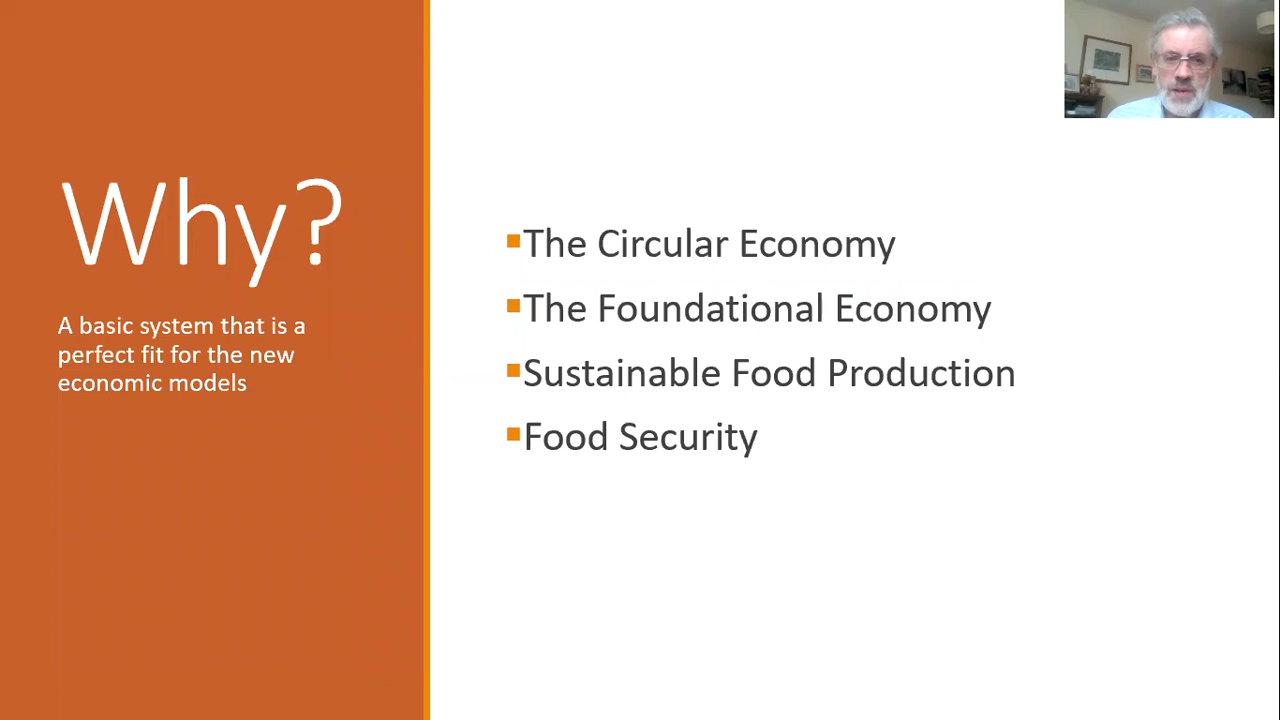 Why?
A basic system that is a
perfect fit for the new
economic models
The Circular Economy
The Foundational Economy
Sustainable Food Production
Food Security